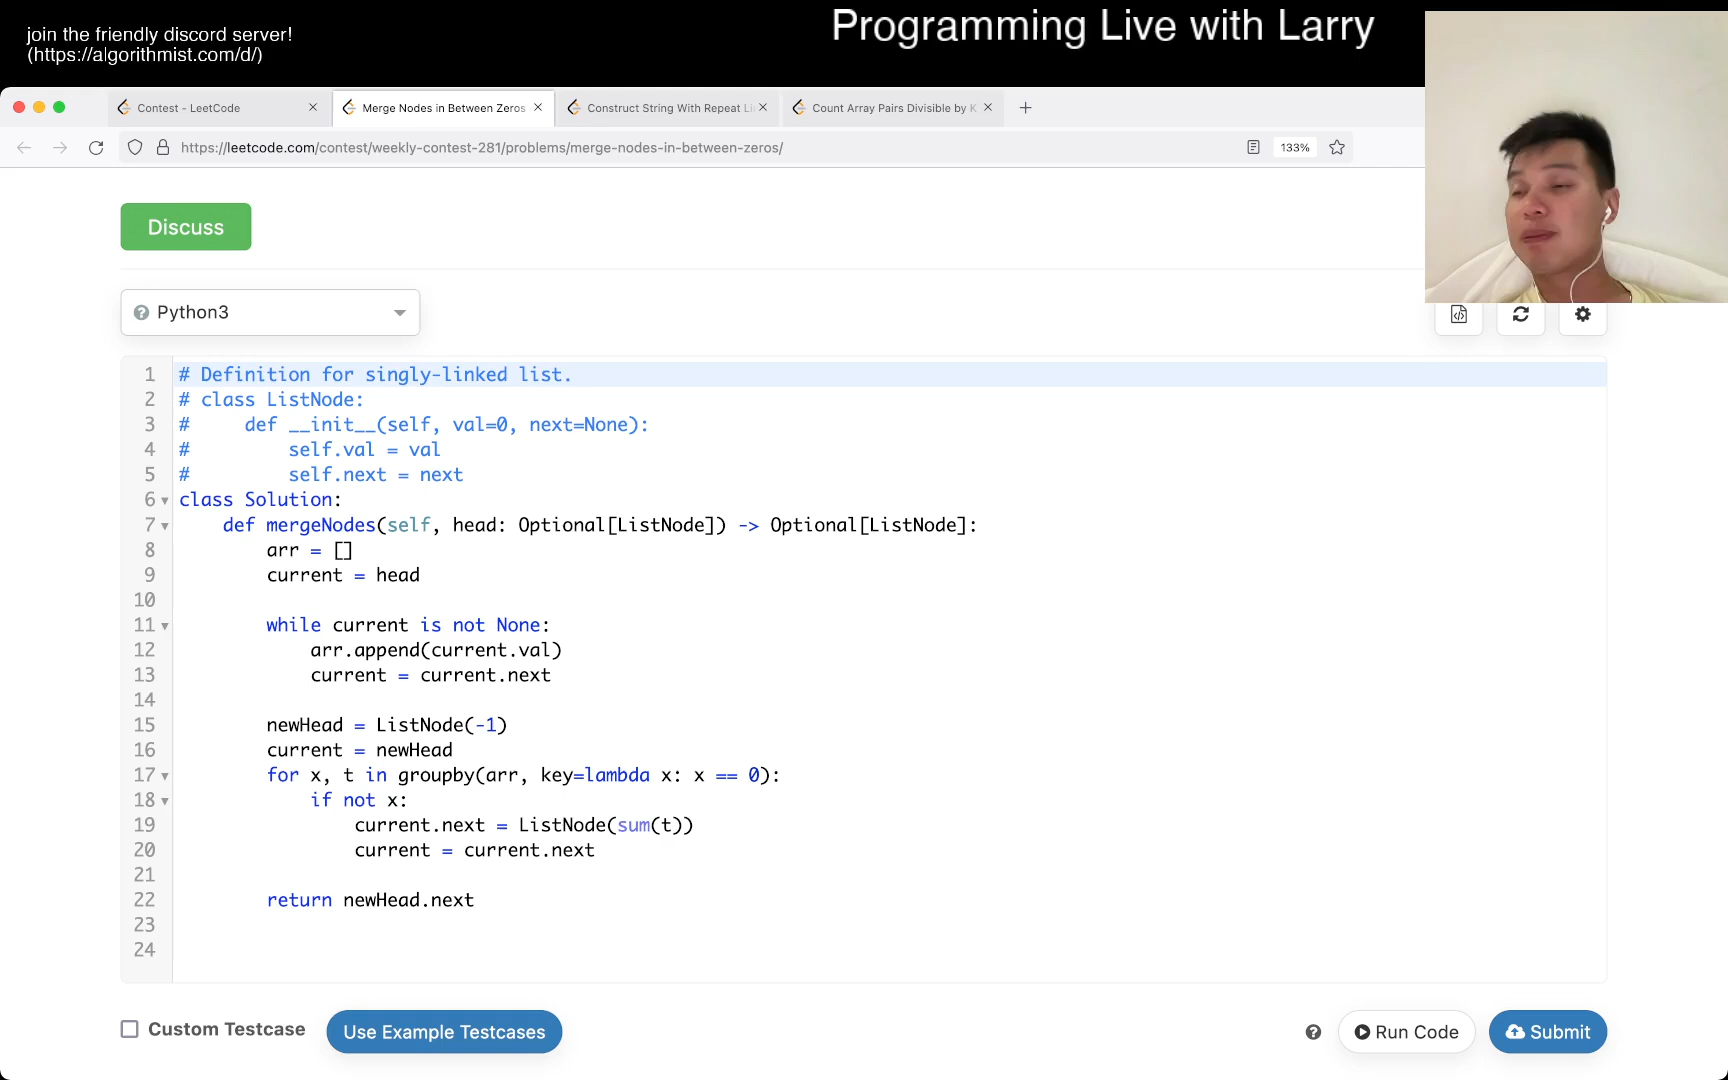 join the friendly discord server!
(https://algorithmist.com/d/)
Programming Live with Larry
Contest - LeetCode
Merge Nodes in Between Zeros
Construct String With Repeat Li
Count Array Pairs Divisible by K
https://leetcode.com/contest/weekly-contest-281/problems/merge-nodes-in-between-zeros/
133%
Discuss
Python3
1 # Definition for singly-linked list.
2 # class ListNode:
3 #     def __init__(self, val=0, next=None):
4 #         self.val = val
5 #         self.next = next
6 class Solution:
7     def mergeNodes(self, head: Optional[ListNode]) -> Optional[ListNode]:
8         arr = []
9         current = head
10
11         while current is not None:
12             arr.append(current.val)
13             current = current.next
14
15         newHead = ListNode(-1)
16         current = newHead
17         for x, t in groupby(arr, key=lambda x: x == 0):
18             if not x:
19                 current.next = ListNode(sum(t))
20                 current = current.next
21
22         return newHead.next
23
24
Custom Testcase
Use Example Testcases
Run Code
Submit